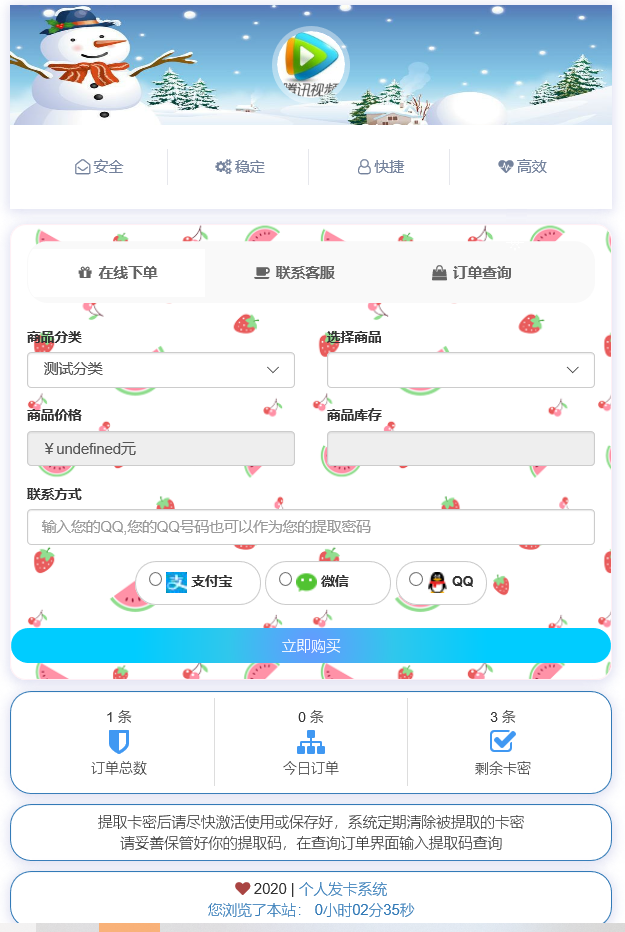 腾讯视频
安全 稳定 快捷 高效
在线下单 联系客服 订单查询
商品分类 选择商品
测试分类
商品价格 商品库存
￥undefined元
联系方式
输入您的QQ,您的QQ号码也可以作为您的提取密码
支付宝 微信 QQ
立即购买
1 条 0 条 3 条
订单总数 今日订单 剩余卡密
提取卡密后请尽快激活使用或保存好，系统定期清除被提取的卡密
请妥善保管好你的提取码，在查询订单界面输入提取码查询
2020 | 个人发卡系统
您浏览了本站： 0小时02分35秒